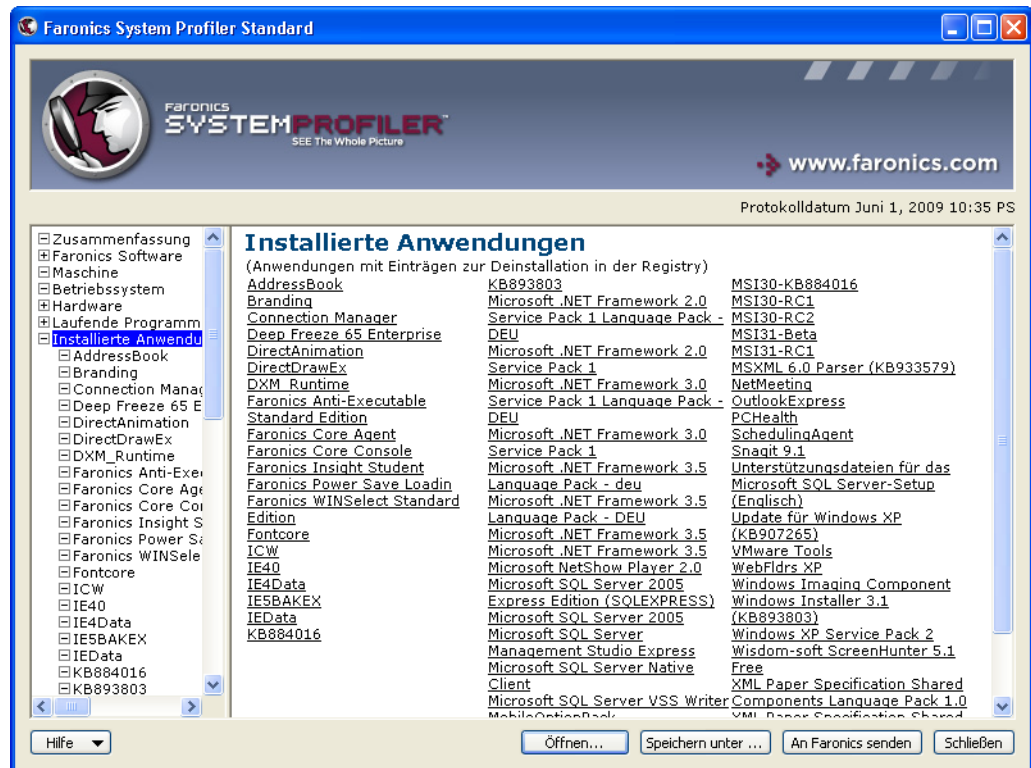 Faronics System Profiler Standard
Faronics
SYSTEMPROFILER™
SEE The Whole Picture
www.faronics.com
Protokolldatum Juni 1, 2009 10:35 PS
Zusammenfassung
Faronics Software
Maschine
Betriebssystem
Hardware
Laufende Programm
Installierte Anwendu
AddressBook
Branding
Connection Manag
Deep Freeze 65 E
DirectAnimation
DirectDrawEx
DXM_Runtime
Faronics Anti-Exec
Faronics Core Age
Faronics Core Con
Faronics Insight S
Faronics Power Sa
Faronics WINSele
Fontcore
ICW
IE40
IE4Data
IE5BAKEX
IEData
KB884016
KB893803
Installierte Anwendungen
(Anwendungen mit Einträgen zur Deinstallation in der Registry)
AddressBook
Branding
Connection Manager
Deep Freeze 65 Enterprise
DirectAnimation
DirectDrawEx
DXM_Runtime
Faronics Anti-Executable
Standard Edition
Faronics Core Agent
Faronics Core Console
Faronics Insight Student
Faronics Power Save Loadin
Faronics WINSelect Standard
Edition
Fontcore
ICW
IE40
IE4Data
IE5BAKEX
IEData
KB884016
KB893803
Microsoft .NET Framework 2.0
Service Pack 1 Language Pack -
DEU
Microsoft .NET Framework 2.0
Service Pack 1
Microsoft .NET Framework 3.0
Service Pack 1 Language Pack -
DEU
Microsoft .NET Framework 3.0
Service Pack 1
Microsoft .NET Framework 3.5
Language Pack - deu
Microsoft .NET Framework 3.5
Language Pack - DEU
Microsoft .NET Framework 3.5
Microsoft .NET Framework 3.5
Microsoft NetShow Player 2.0
Microsoft SQL Server 2005
Express Edition (SQLEXPRESS)
Microsoft SQL Server 2005
Microsoft SQL Server
Management Studio Express
Microsoft SQL Server Native
Client
Microsoft SQL Server VSS Writer
MobileOptionPack
MSI30-KB884016
MSI30-RC1
MSI30-RC2
MSI31-Beta
MSI31-RC1
MSXML 6.0 Parser (KB933579)
NetMeeting
OutlookExpress
PCHealth
SchedulingAgent
Snagit 9.1
Unterstützungsdateien für das
Microsoft SQL Server-Setup
(Englisch)
Update für Windows XP
(KB907265)
VMware Tools
WebFldrs XP
Windows Imaging Component
Windows Installer 3.1
(KB893803)
Windows XP Service Pack 2
Wisdom-soft ScreenHunter 5.1
Free
XML Paper Specification Shared
Components Language Pack 1.0
XML Paper Specification Shared
Hilfe
Öffnen...
Speichern unter ...
An Faronics senden
Schließen